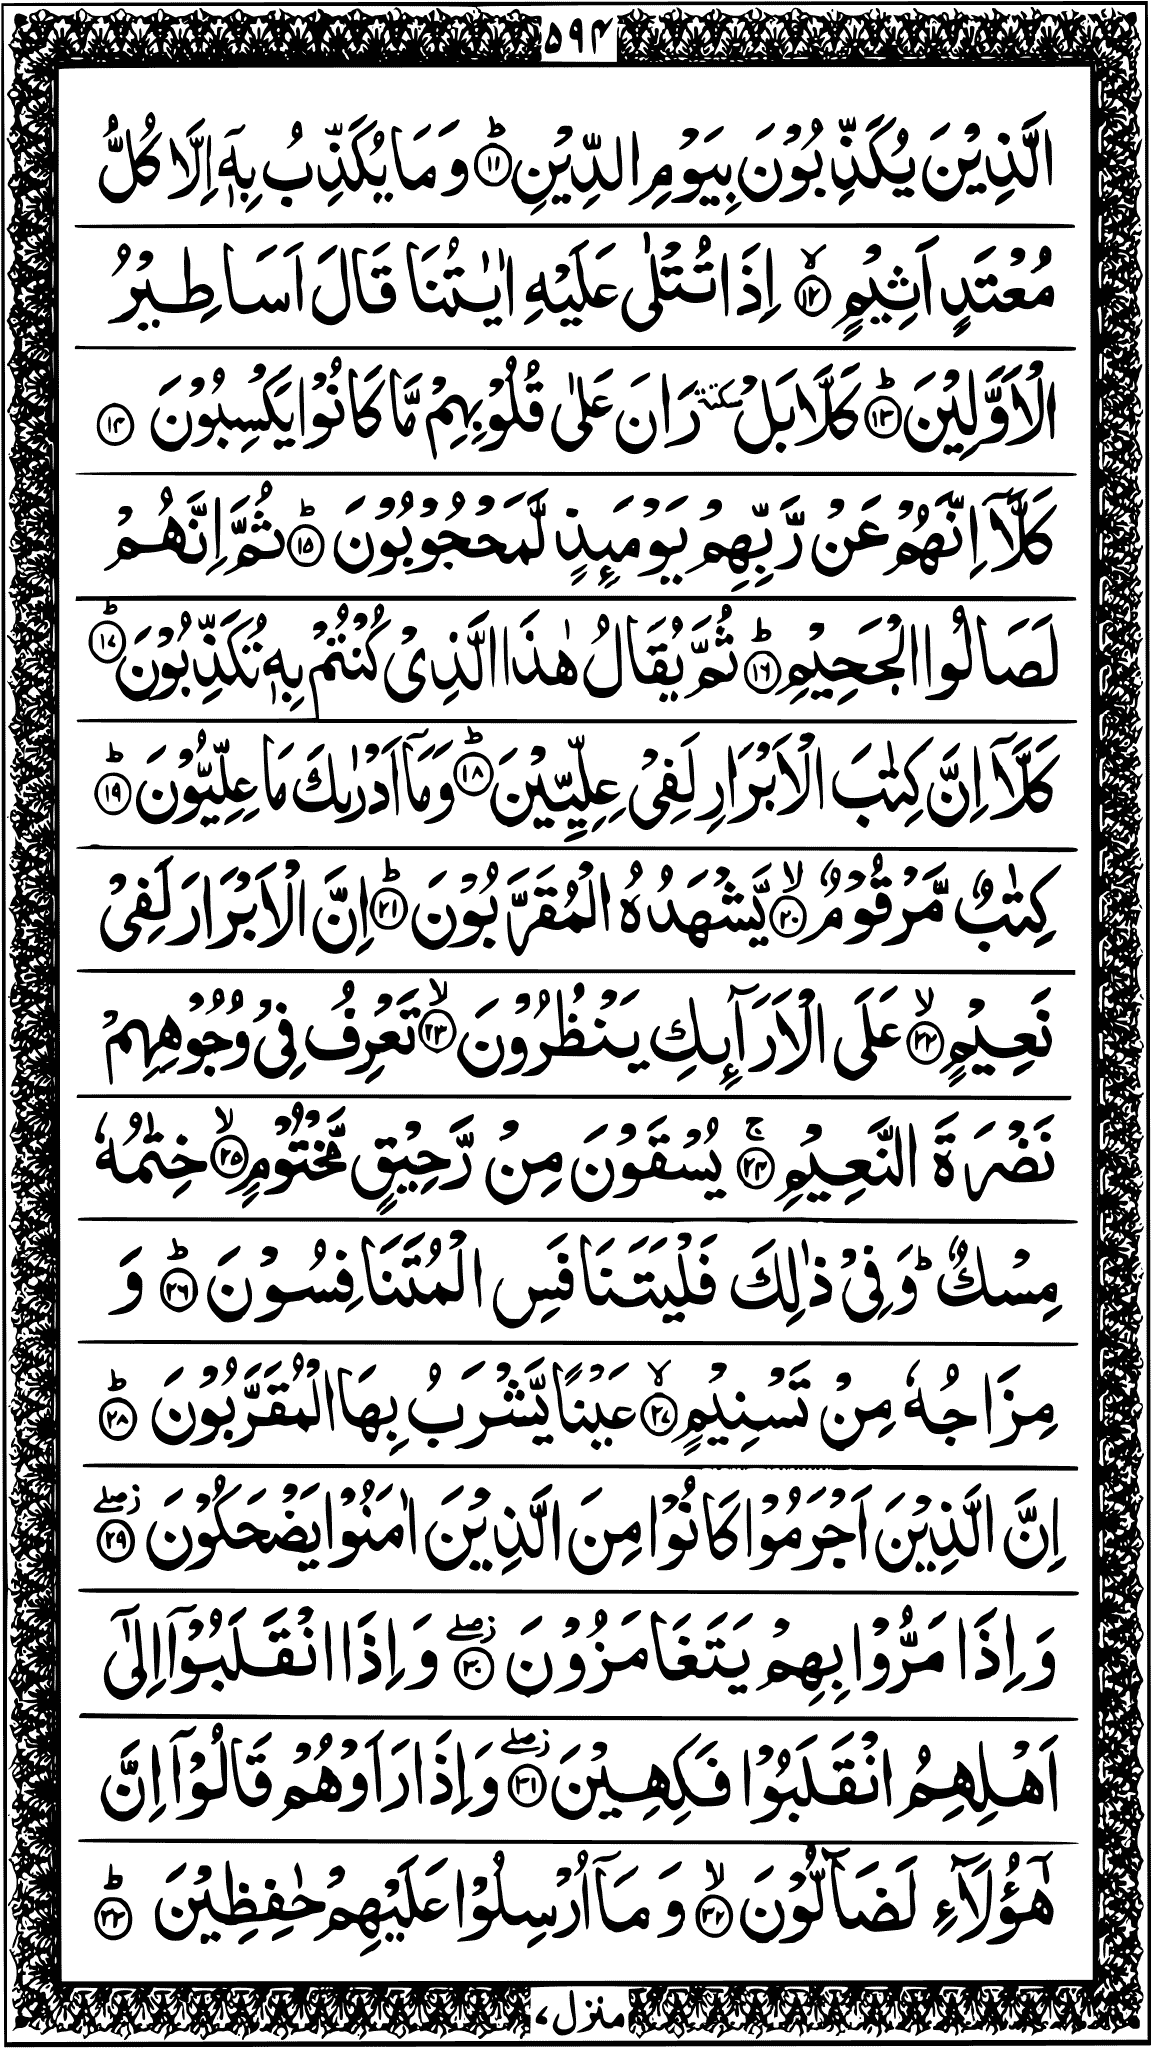 ۵۹۴
الَّذِيْنَ يُكَذِّبُوْنَ بِيَوْمِ الدِّيْنِ ؕ۝۱۱ وَمَا يُكَذِّبُ بِهٖۤ اِلَّا كُلُّ
مُعْتَدٍ اَثِيْمٍ ۙ۝۱۲ اِذَا تُتْلٰى عَلَيْهِ اٰيٰتُنَا قَالَ اَسَاطِيْرُ
الْاَوَّلِيْنَ ؕ۝۱۳ كَلَّا بَلْ سكتة رَانَ عَلٰى قُلُوْبِهِمْ مَّا كَانُوْا يَكْسِبُوْنَ ۝۱۴
كَلَّاۤ اِنَّهُمْ عَنْ رَّبِّهِمْ يَوْمَىِٕذٍ لَّمَحْجُوْبُوْنَ ؕ۝۱۵ ثُمَّ اِنَّهُمْ
لَصَالُوا الْجَحِيْمِ ؕ۝۱۶ ثُمَّ يُقَالُ هٰذَا الَّذِيْ كُنْتُمْ بِهٖ تُكَذِّبُوْنَ ؕ۝۱۷
كَلَّاۤ اِنَّ كِتٰبَ الْاَبْرَارِ لَفِيْ عِلِّيِّيْنَ ؕ۝۱۸ وَمَاۤ اَدْرٰىكَ مَا عِلِّيُّوْنَ ؕ۝۱۹
كِتٰبٌ مَّرْقُوْمٌ ۙ۝۲۰ يَّشْهَدُهُ الْمُقَرَّبُوْنَ ؕ۝۲۱ اِنَّ الْاَبْرَارَ لَفِيْ
نَعِيْمٍ ۙ۝۲۲ عَلَى الْاَرَآىِٕكِ يَنْظُرُوْنَ ۙ۝۲۳ تَعْرِفُ فِيْ وُجُوْهِهِمْ
نَضْرَةَ النَّعِيْمِ ۚ۝۲۴ يُسْقَوْنَ مِنْ رَّحِيْقٍ مَّخْتُوْمٍ ۙ۝۲۵ خِتٰمُهٗ
مِسْكٌ ؕ وَفِيْ ذٰلِكَ فَلْيَتَنَافَسِ الْمُتَنَافِسُوْنَ ؕ۝۲۶ وَ
مِزَاجُهٗ مِنْ تَسْنِيْمٍ ۙ۝۲۷ عَيْنًا يَّشْرَبُ بِهَا الْمُقَرَّبُوْنَ ؕ۝۲۸
اِنَّ الَّذِيْنَ اَجْرَمُوْا كَانُوْا مِنَ الَّذِيْنَ اٰمَنُوْا يَضْحَكُوْنَ ۖؗ۝۲۹
وَاِذَا مَرُّوْا بِهِمْ يَتَغَامَزُوْنَ ۖؗ۝۳۰ وَاِذَا انْقَلَبُوْۤا اِلٰۤى
اَهْلِهِمُ انْقَلَبُوْا فَكِهِيْنَ ۖؗ۝۳۱ وَاِذَا رَاَوْهُمْ قَالُوْۤا اِنَّ
هٰۤؤُلَآءِ لَضَآلُّوْنَ ۙ۝۳۲ وَمَاۤ اُرْسِلُوْا عَلَيْهِمْ حٰفِظِيْنَ ؕ۝۳۳
منزل ۷